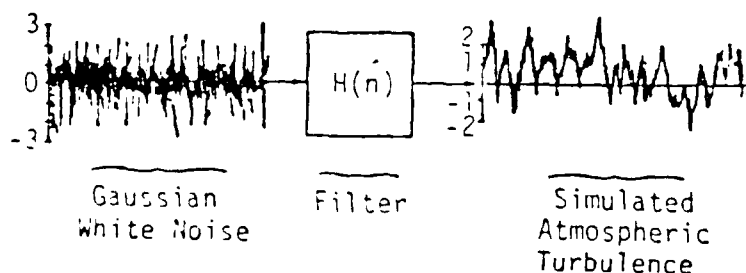 3
0
-3
H(n)
2
1
-1
-2
Gaussian
White Noise
Filter
Simulated
Atmospheric
Turbulence